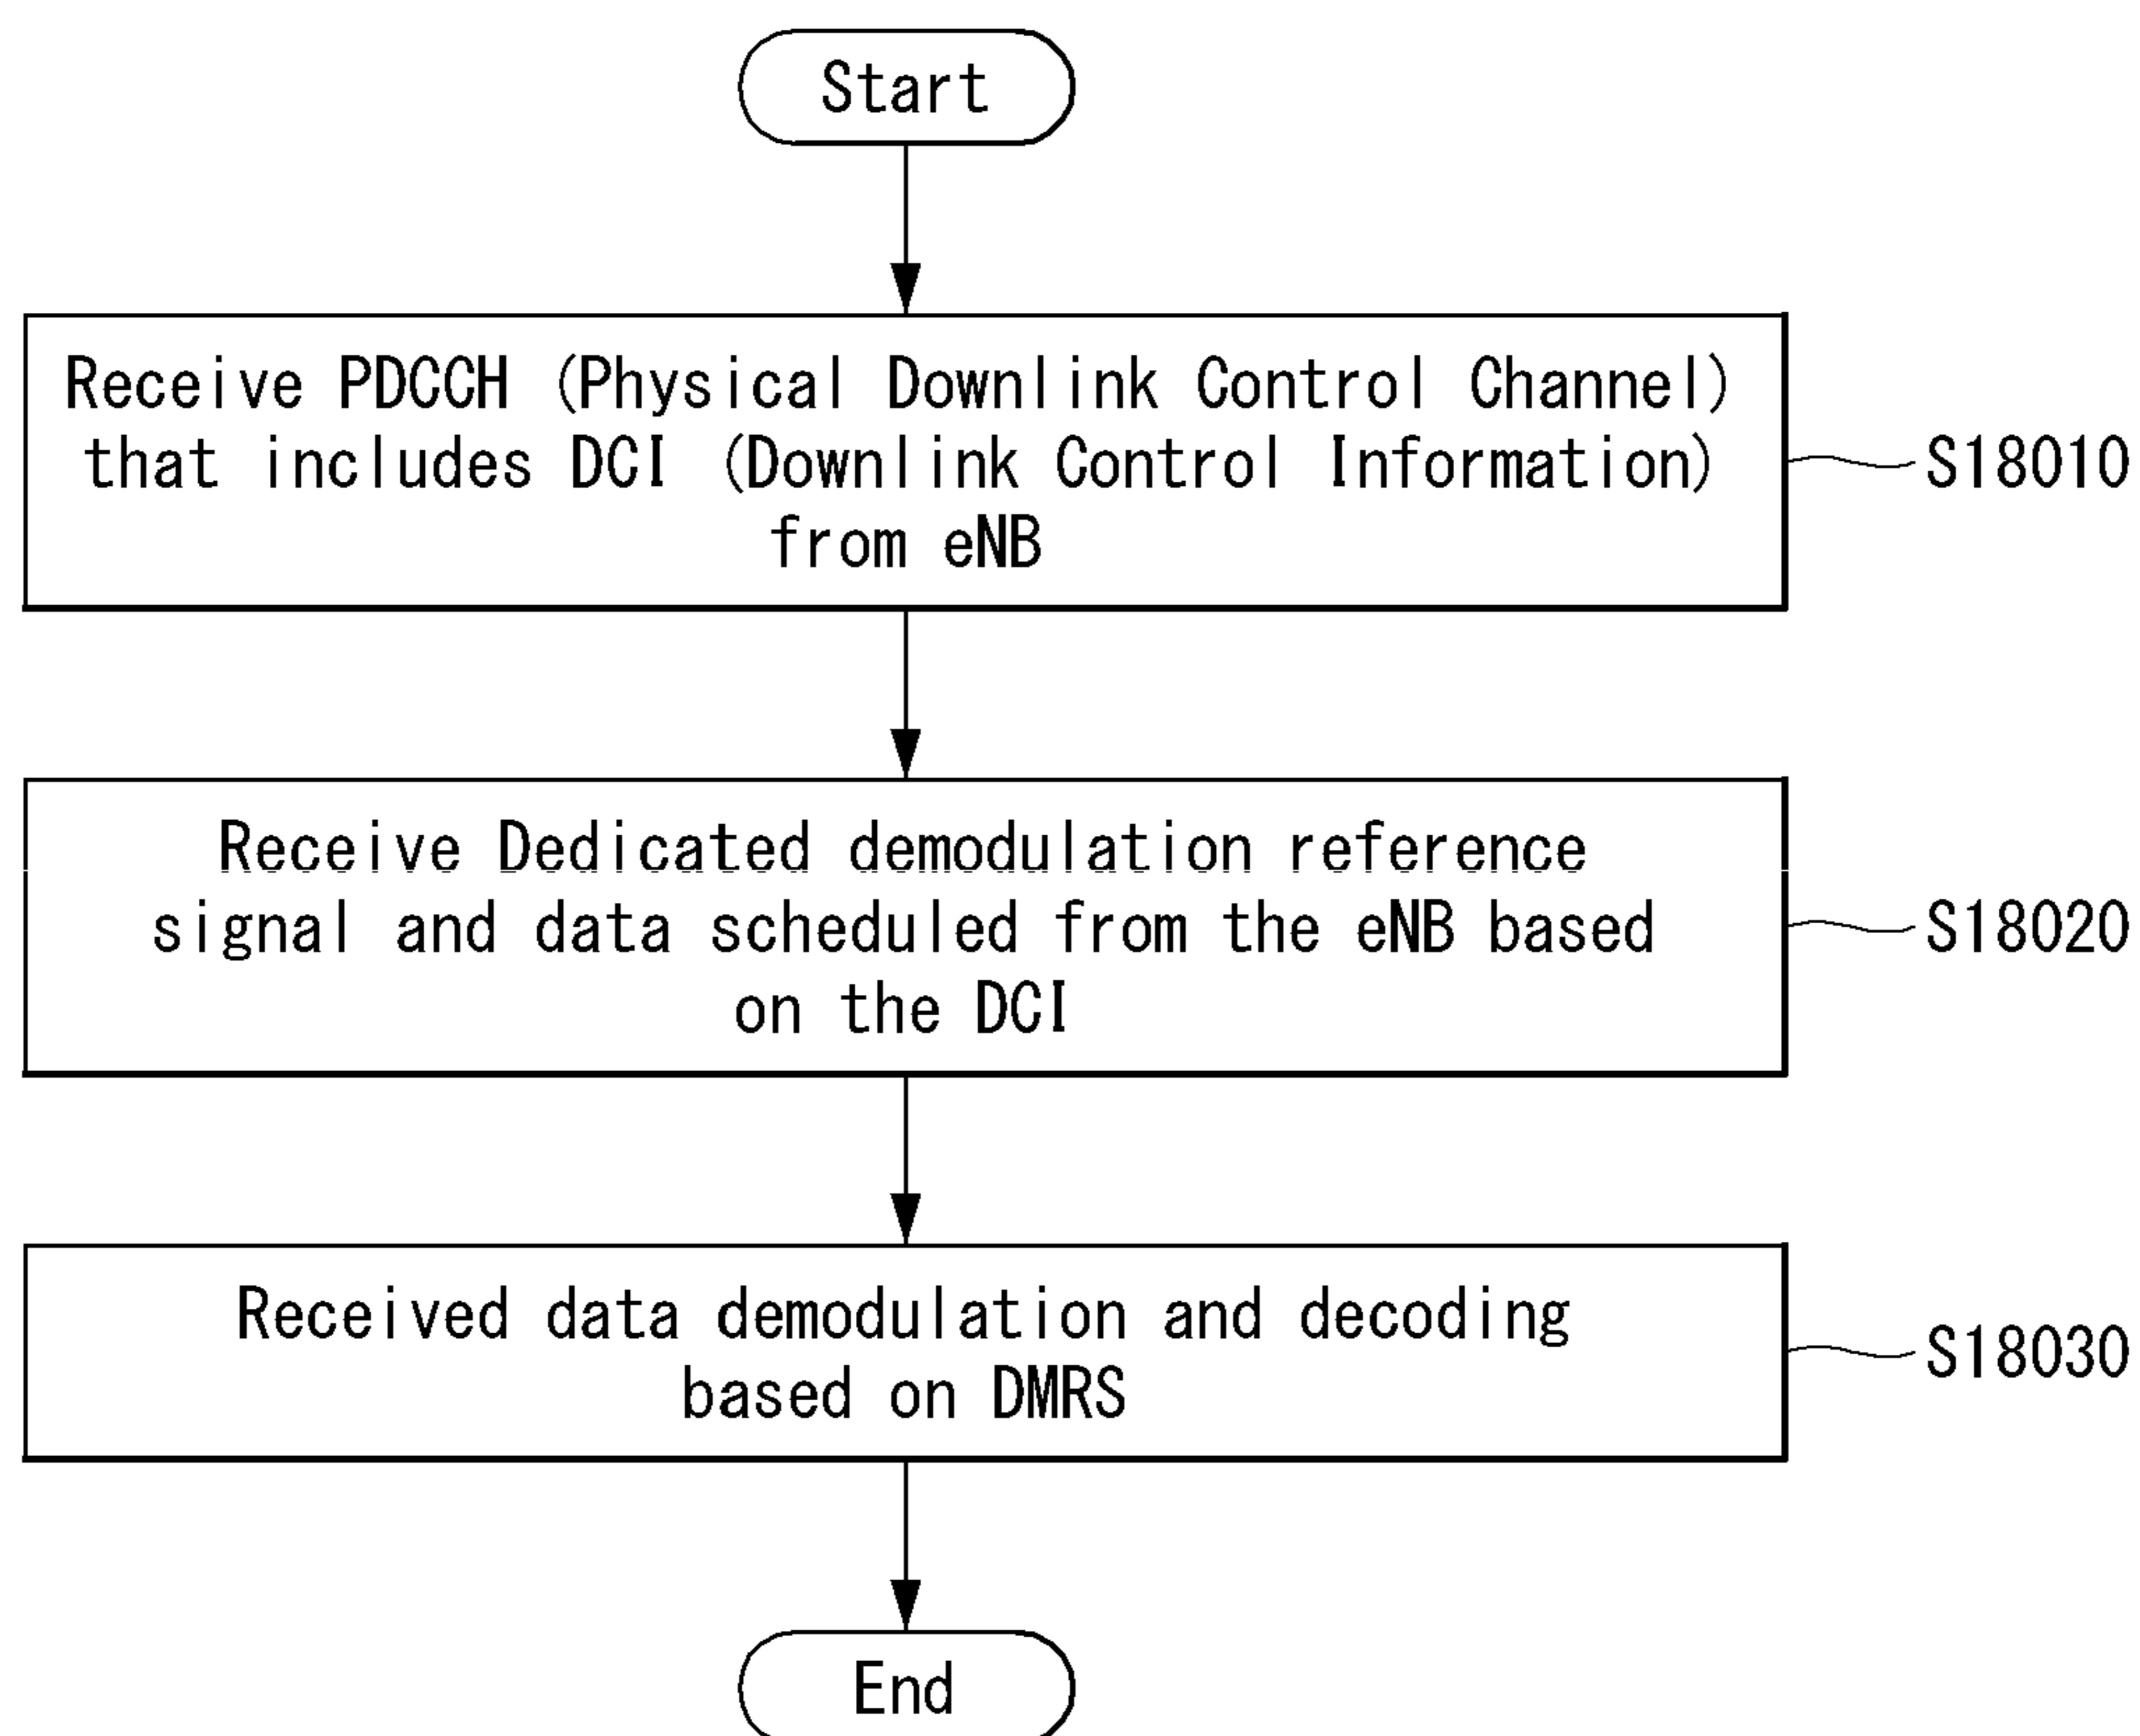 Start
Receive PDCCH (Physical Downlink Control Channel)
that includes DCI (Downlink Control Information)
from eNB
S18010
Receive Dedicated demodulation reference
signal and data scheduled from the eNB based
on the DCI
S18020
Received data demodulation and decoding
based on DMRS
S18030
End